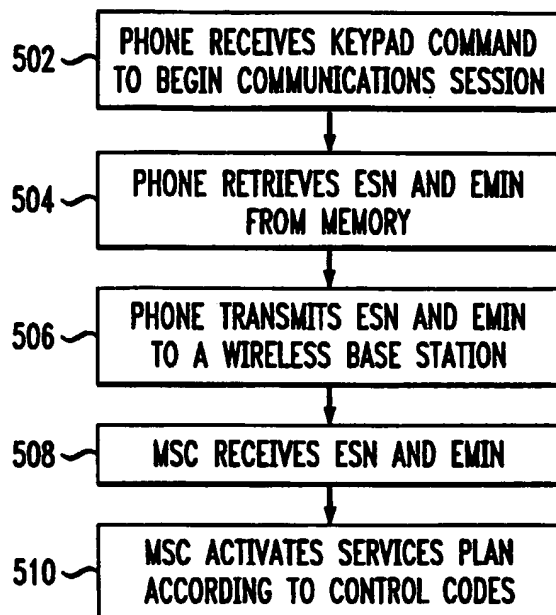 502
PHONE RECEIVES KEYPAD COMMAND
TO BEGIN COMMUNICATIONS SESSION
504
PHONE RETRIEVES ESN AND EMIN
FROM MEMORY
506
PHONE TRANSMITS ESN AND EMIN
TO A WIRELESS BASE STATION
508
MSC RECEIVES ESN AND EMIN
510
MSC ACTIVATES SERVICES PLAN
ACCORDING TO CONTROL CODES